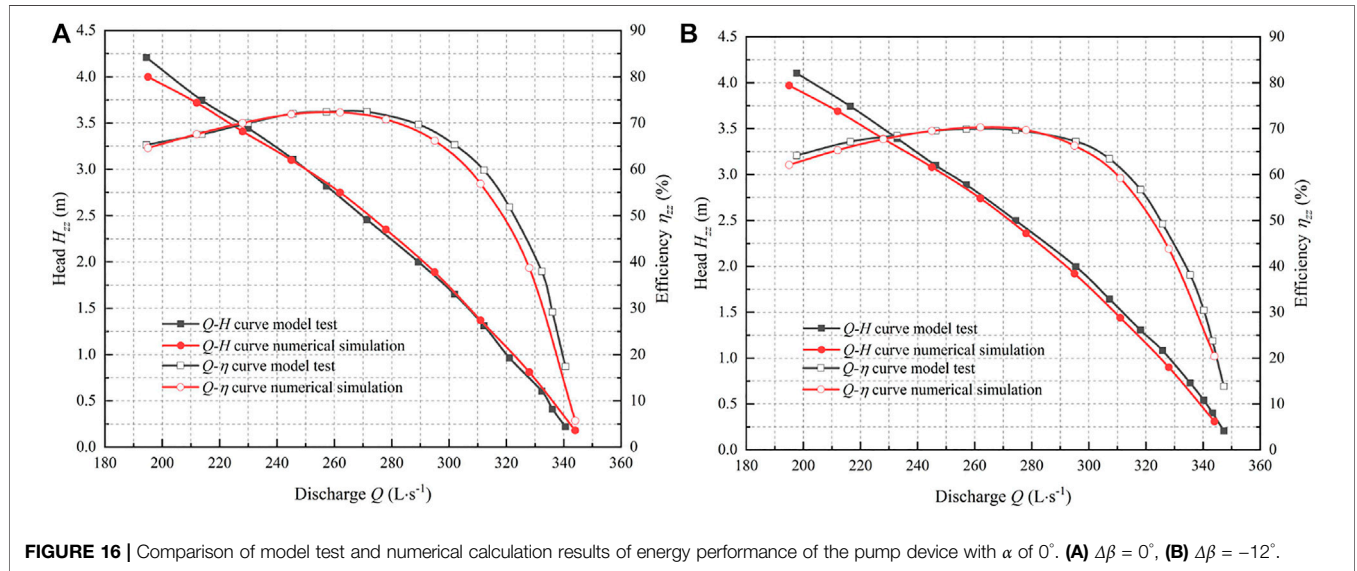 A
4.5
4.0
3.5
3.0
2.5
2.0
1.5
1.0
0.5
0.0
Head Hzz (m)
90
80
70
60
50
40
30
20
10
0
Efficiency ηzz (%)
Q-H curve model test
Q-H curve numerical simulation
Q-η curve model test
Q-η curve numerical simulation
180 200 220 240 260 280 300 320 340 360
Discharge Q (L·s⁻¹)
B
4.5
4.0
3.5
3.0
2.5
2.0
1.5
1.0
0.5
0.0
Head Hzz (m)
90
80
70
60
50
40
30
20
10
0
Efficiency ηzz (%)
Q-H curve model test
Q-H curve numerical simulation
Q-η curve model test
Q-η curve numerical simulation
180 200 220 240 260 280 300 320 340 360
Discharge Q (L·s⁻¹)
FIGURE 16 | Comparison of model test and numerical calculation results of energy performance of the pump device with α of 0°. (A) Δβ = 0°, (B) Δβ = −12°.